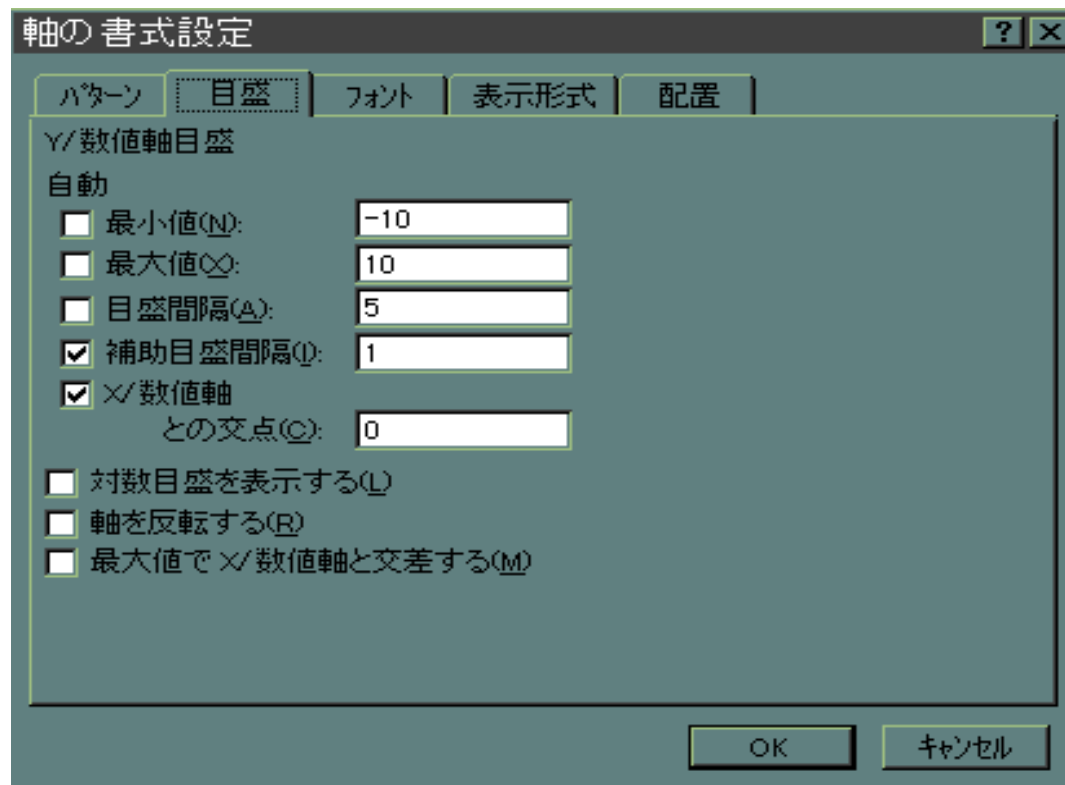 軸の書式設定
パターン 目盛 フォント 表示形式 配置
Y/数値軸目盛
自動
最小値(N): -10
最大値(X): 10
目盛間隔(A): 5
補助目盛間隔(I): 1
X/数値軸
との交点(C): 0
対数目盛を表示する(L)
軸を反転する(R)
最大値でX/数値軸と交差する(M)
OK キャンセル